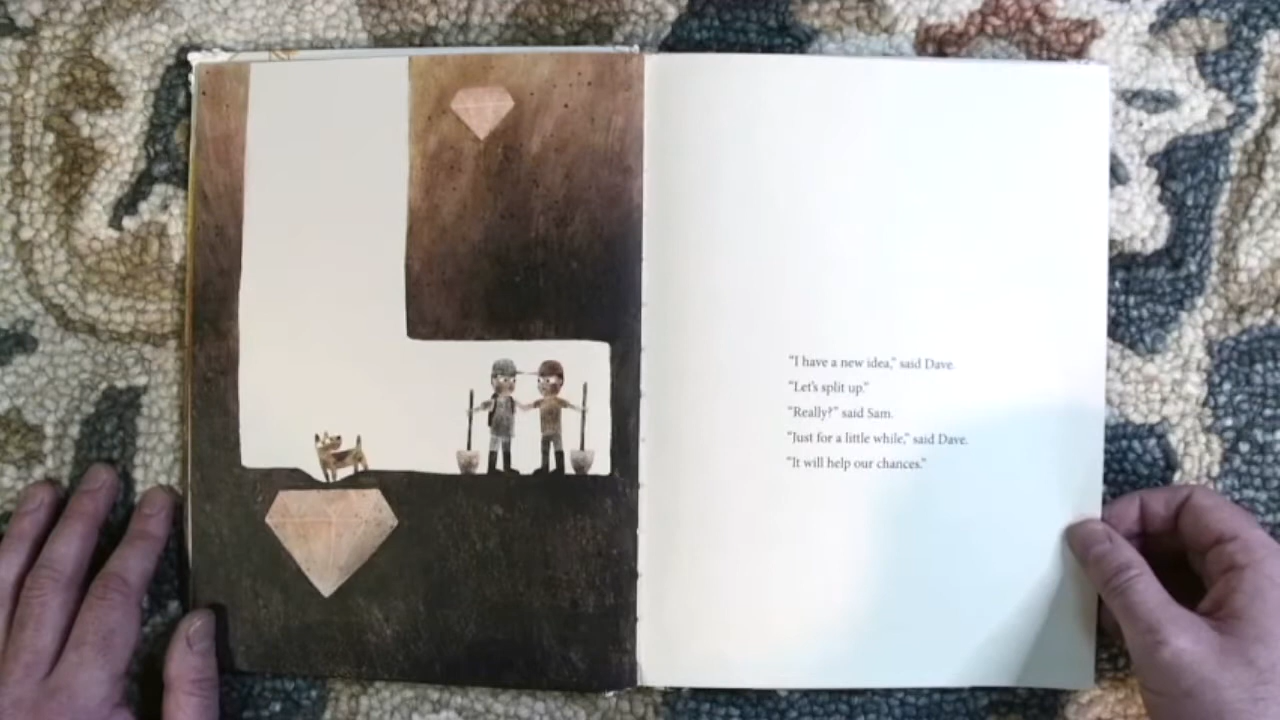 “I have a new idea,” said Dave.
“Let’s split up.”
“Really?” said Sam.
“Just for a little while,” said Dave.
“It will help our chances.”